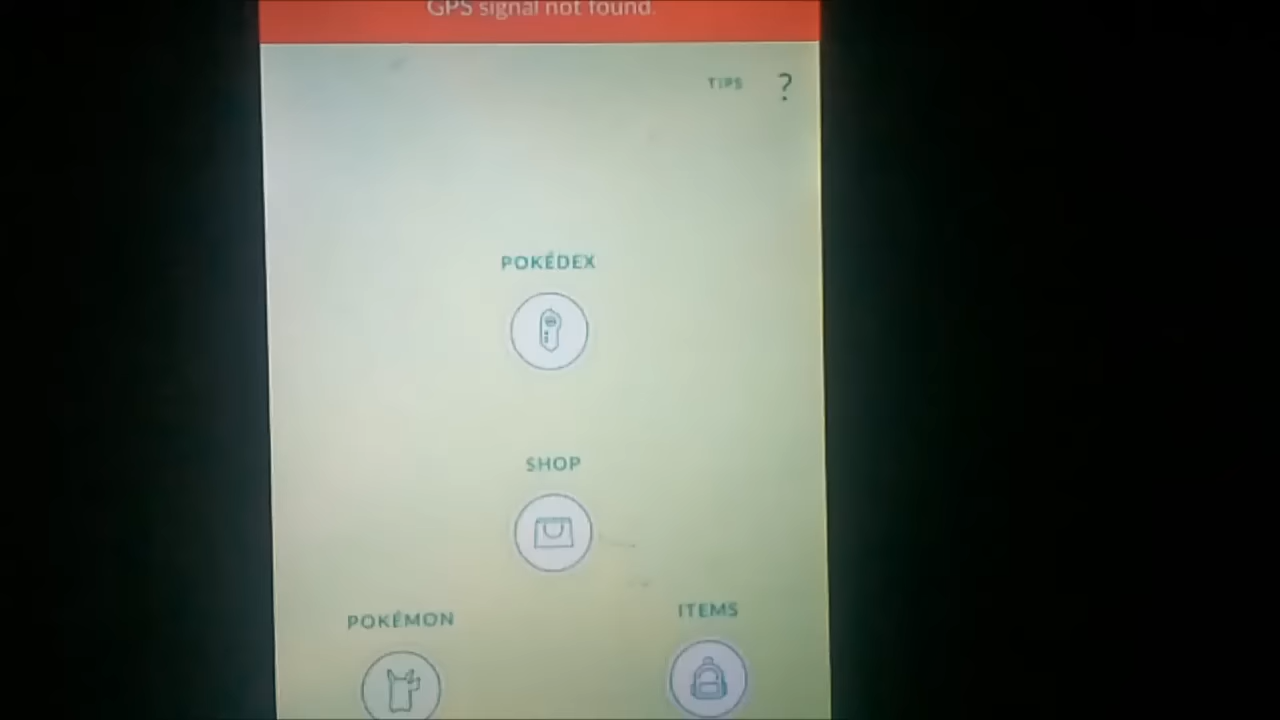 GPS signal not found.
TIPS ?
POKÉDEX
SHOP
ITEMS
POKÉMON